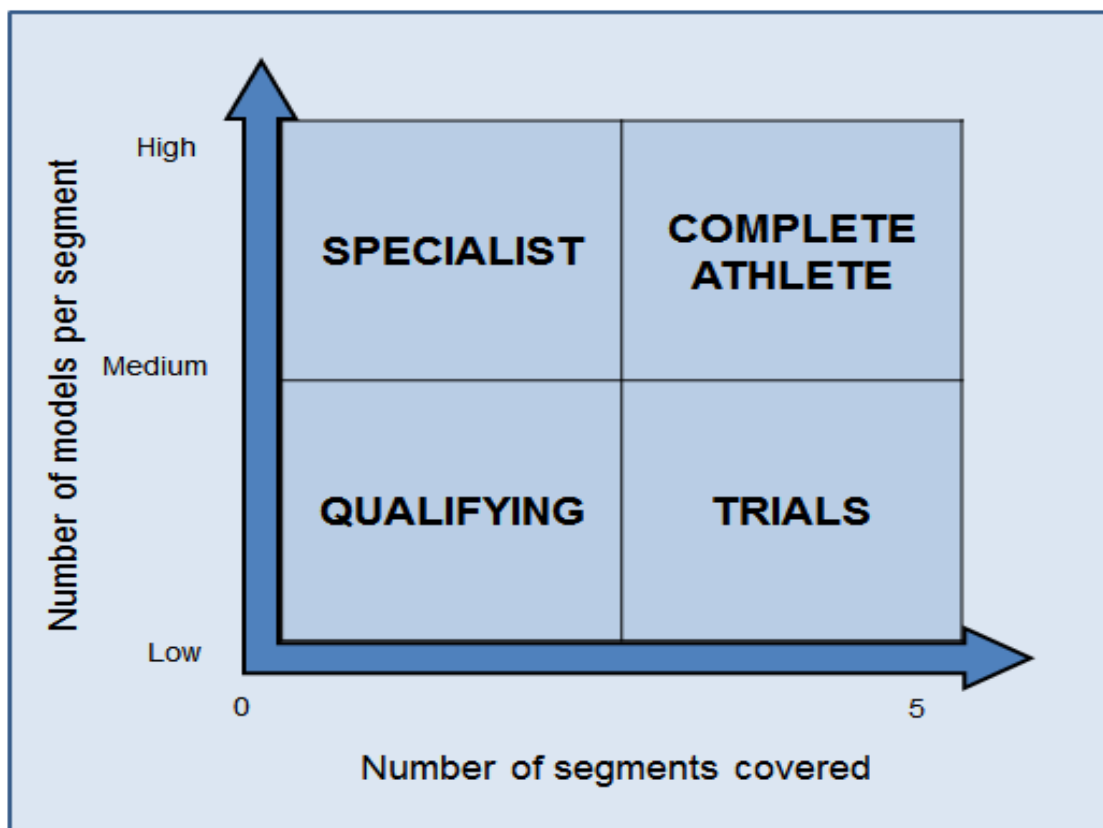 High
SPECIALIST
COMPLETE
ATHLETE
Number of models per segment
Medium
QUALIFYING
TRIALS
Low
0
5
Number of segments covered